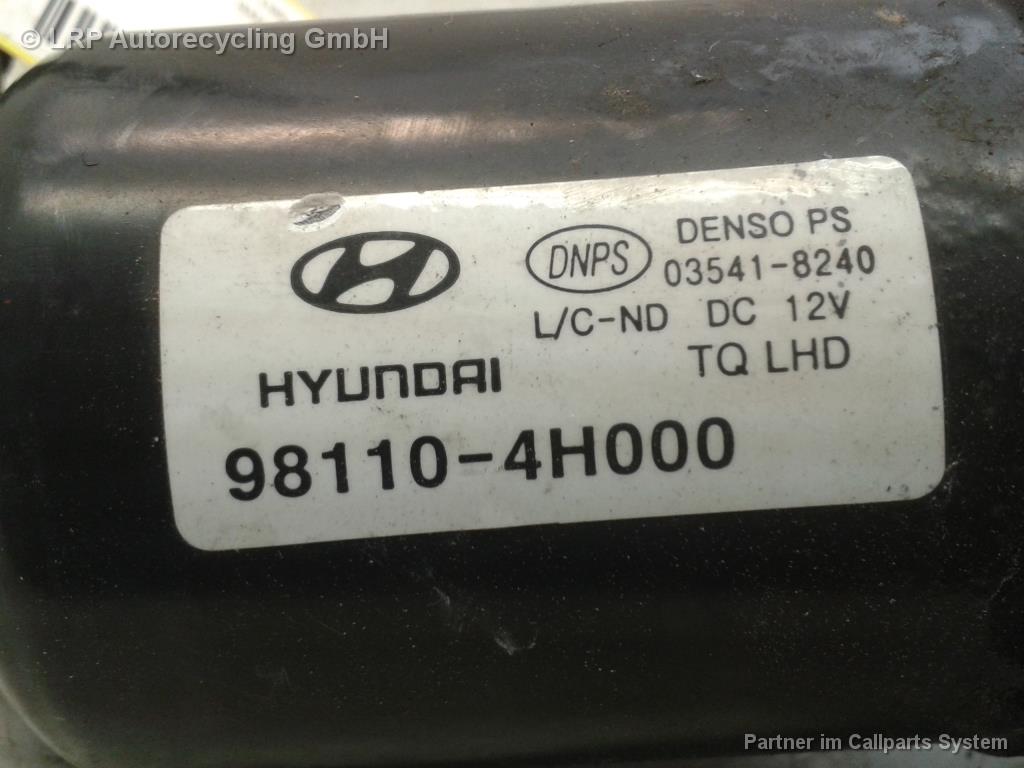 © LRP Autorecycling GmbH
DNPS
DENSO PS
03541-8240
L/C-ND DC 12V
TQ LHD
HYUNDAI
98110-4H000
Partner im Callparts System